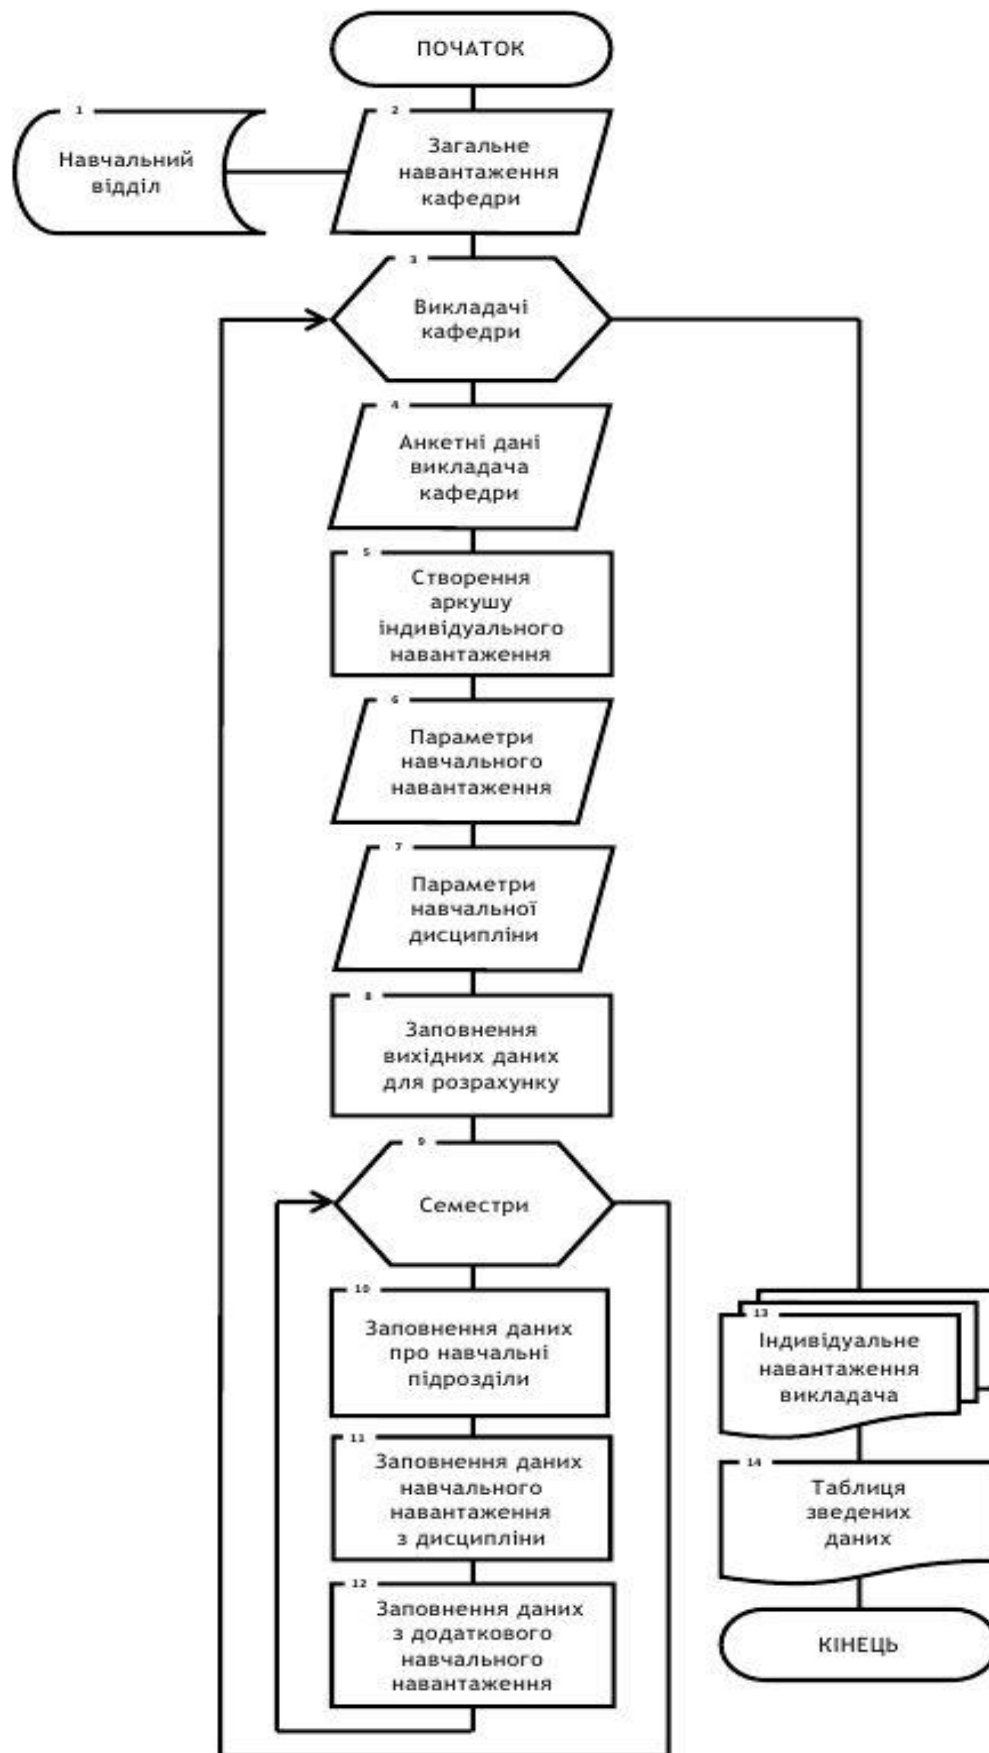 ПОЧАТОК
1
Навчальний
відділ
2
Загальне
навантаження
кафедри
3
Викладачі
кафедри
4
Анкетні дані
викладача
кафедри
5
Створення
аркушу
індивідуального
навантаження
6
Параметри
навчального
навантаження
7
Параметри
навчальної
дисципліни
8
Заповнення
вихідних даних
для розрахунку
9
Семестри
10
Заповнення даних
про навчальні
підрозділи
11
Заповнення даних
навчального
навантаження
з дисципліни
12
Заповнення даних
з додаткового
навчального
навантаження
13
Індивідуальне
навантаження
викладача
14
Таблиця
зведених
даних
КІНЕЦЬ